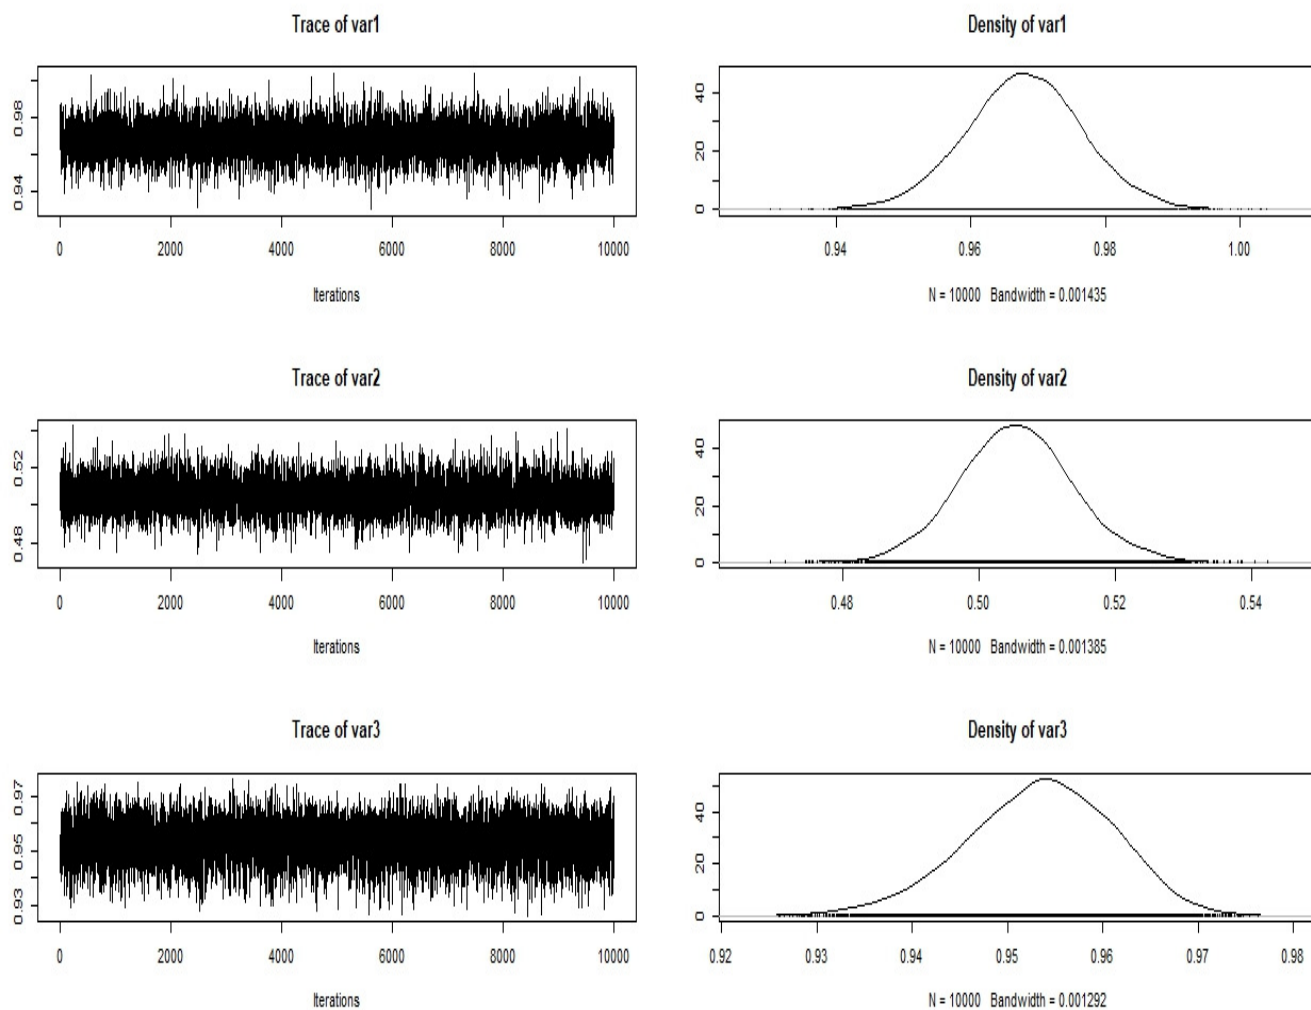 Trace of var1
0.98
0.94
0 2000 4000 6000 8000 10000
Iterations
Density of var1
40
20
0
0.94 0.96 0.98 1.00
N = 10000 Bandwidth = 0.001435
Trace of var2
0.52
0.48
0 2000 4000 6000 8000 10000
Iterations
Density of var2
40
20
0
0.48 0.50 0.52 0.54
N = 10000 Bandwidth = 0.001385
Trace of var3
0.97
0.95
0.93
0 2000 4000 6000 8000 10000
Iterations
Density of var3
40
20
0
0.92 0.93 0.94 0.95 0.96 0.97 0.98
N = 10000 Bandwidth = 0.001292